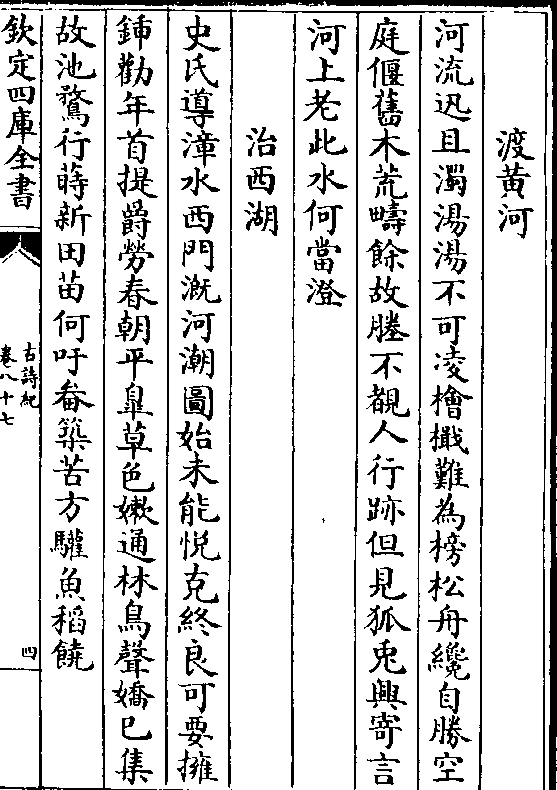 渡黄河
河流迅且濁湯湯不可凌檜檝難為榜松舟纔自勝空
庭偃舊木荒疇餘故塍不覩人行跡但見狐兎興寄言
河上老此水何當澄
治西湖
史氏導漳水西門溉河潮圖始未能悦克終良可要擁
鍤勸年首提爵勞春朝平臯草色嫰通林鳥聲嬌已集
故池鶩行蒔新田苗何吁畚築苦方驩魚稻饒
欽定四庫全書
古詩紀
卷八十七
四